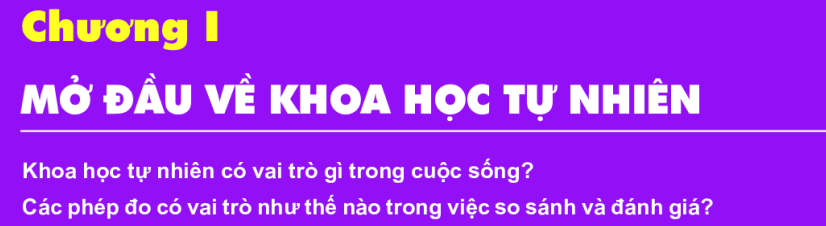 Chương I
MỞ ĐẦU VỀ KHOA HỌC TỰ NHIÊN
Khoa học tự nhiên có vai trò gì trong cuộc sống?
Các phép đo có vai trò như thế nào trong việc so sánh và đánh giá?